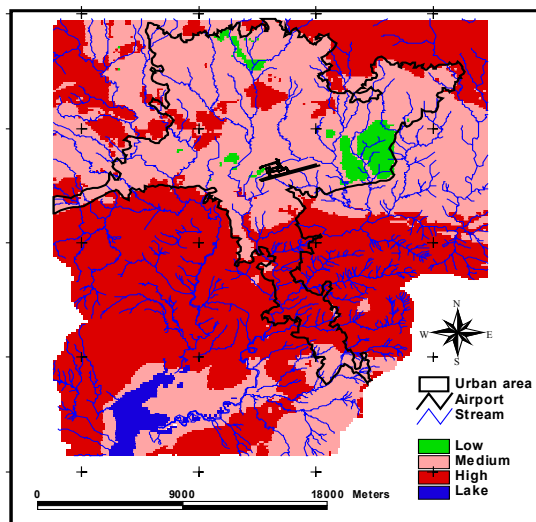 N
W E
S
Urban area
Airport
Stream
Low
Medium
High
Lake
0 9000 18000 Meters